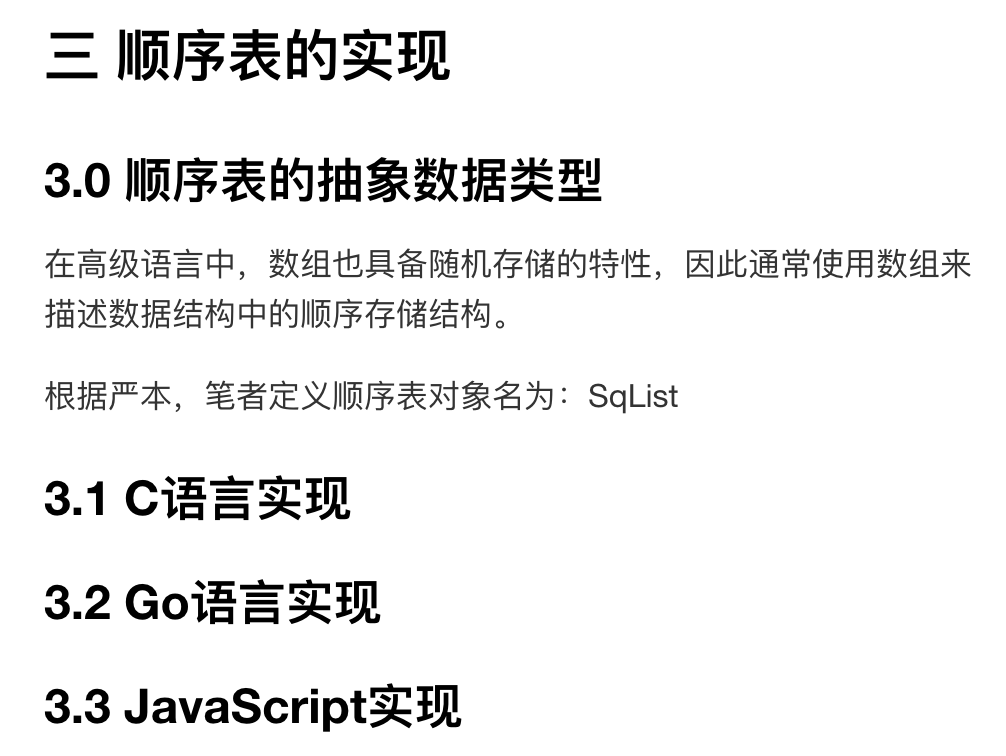 三 顺序表的实现
3.0 顺序表的抽象数据类型
在高级语言中，数组也具备随机存储的特性，因此通常使用数组来
描述数据结构中的顺序存储结构。
根据严本，笔者定义顺序表对象名为：SqList
3.1 C语言实现
3.2 Go语言实现
3.3 JavaScript实现